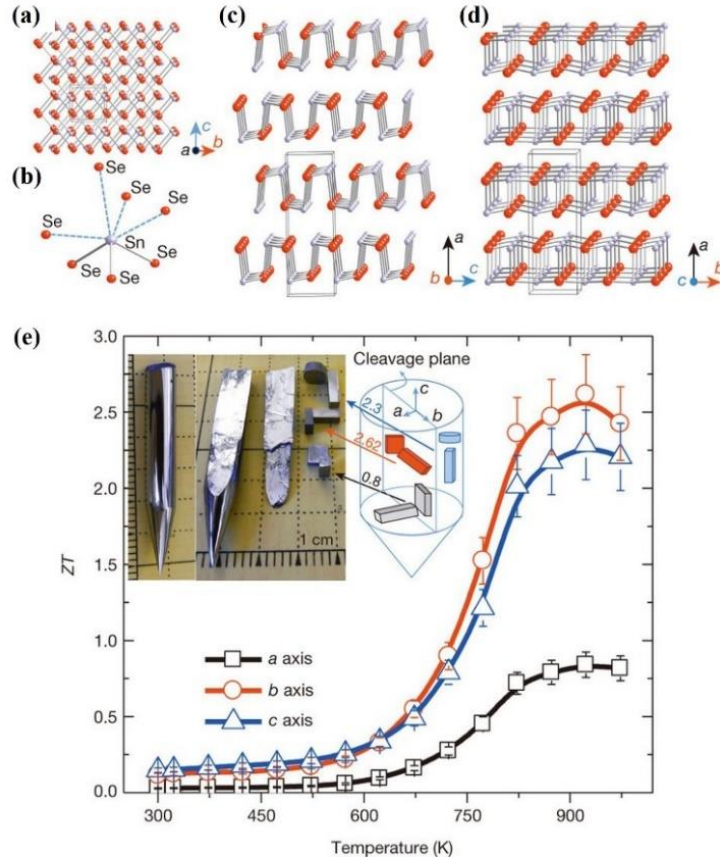 (a)
c
a
b
(b)
Se
Se
Se
Se
Sn
Se
Se
Se
(c)
a
b
c
(d)
a
c
b
(e)
ZT
3.0
2.5
2.0
1.5
1.0
0.5
0.0
1 cm
Cleavage plane
c
a
b
2.3
2.62
0.8
a axis
b axis
c axis
300
450
600
750
900
Temperature (K)